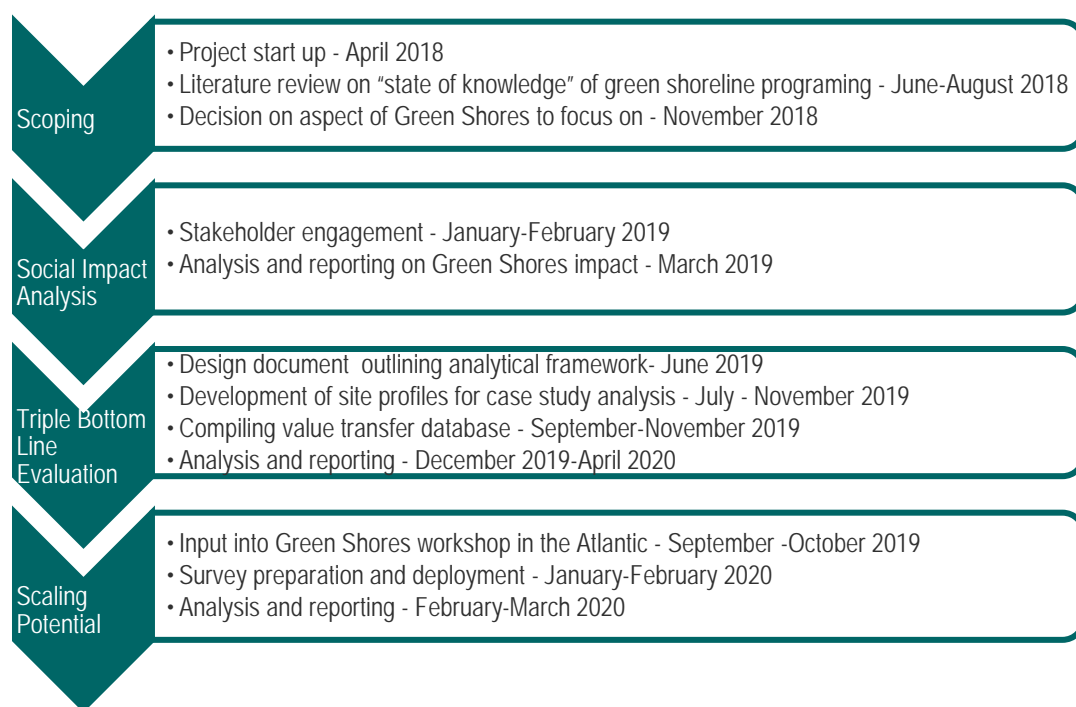 Scoping
• Project start up - April 2018
• Literature review on “state of knowledge” of green shoreline programing - June-August 2018
• Decision on aspect of Green Shores to focus on - November 2018
Social Impact
Analysis
• Stakeholder engagement - January-February 2019
• Analysis and reporting on Green Shores impact - March 2019
Triple Bottom
Line
Evaluation
• Design document outlining analytical framework- June 2019
• Development of site profiles for case study analysis - July - November 2019
• Compiling value transfer database - September-November 2019
• Analysis and reporting - December 2019-April 2020
Scaling
Potential
• Input into Green Shores workshop in the Atlantic - September -October 2019
• Survey preparation and deployment - January-February 2020
• Analysis and reporting - February-March 2020